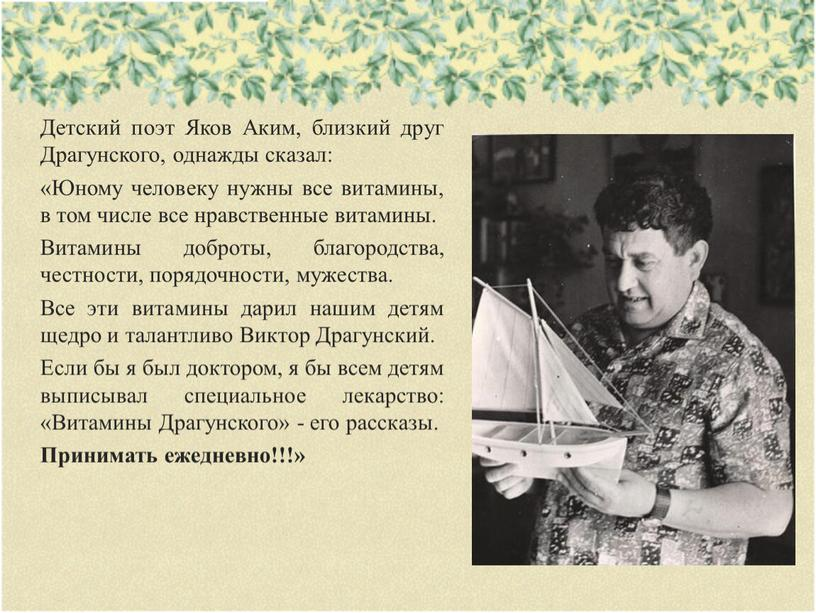 Детский поэт Яков Аким, близкий друг
Драгунского, однажды сказал:
«Юному человеку нужны все витамины,
в том числе все нравственные витамины.
Витамины доброты, благородства,
честности, порядочности, мужества.
Все эти витамины дарил нашим детям
щедро и талантливо Виктор Драгунский.
Если бы я был доктором, я бы всем детям
выписывал специальное лекарство:
«Витамины Драгунского» - его рассказы.
Принимать ежедневно!!!»